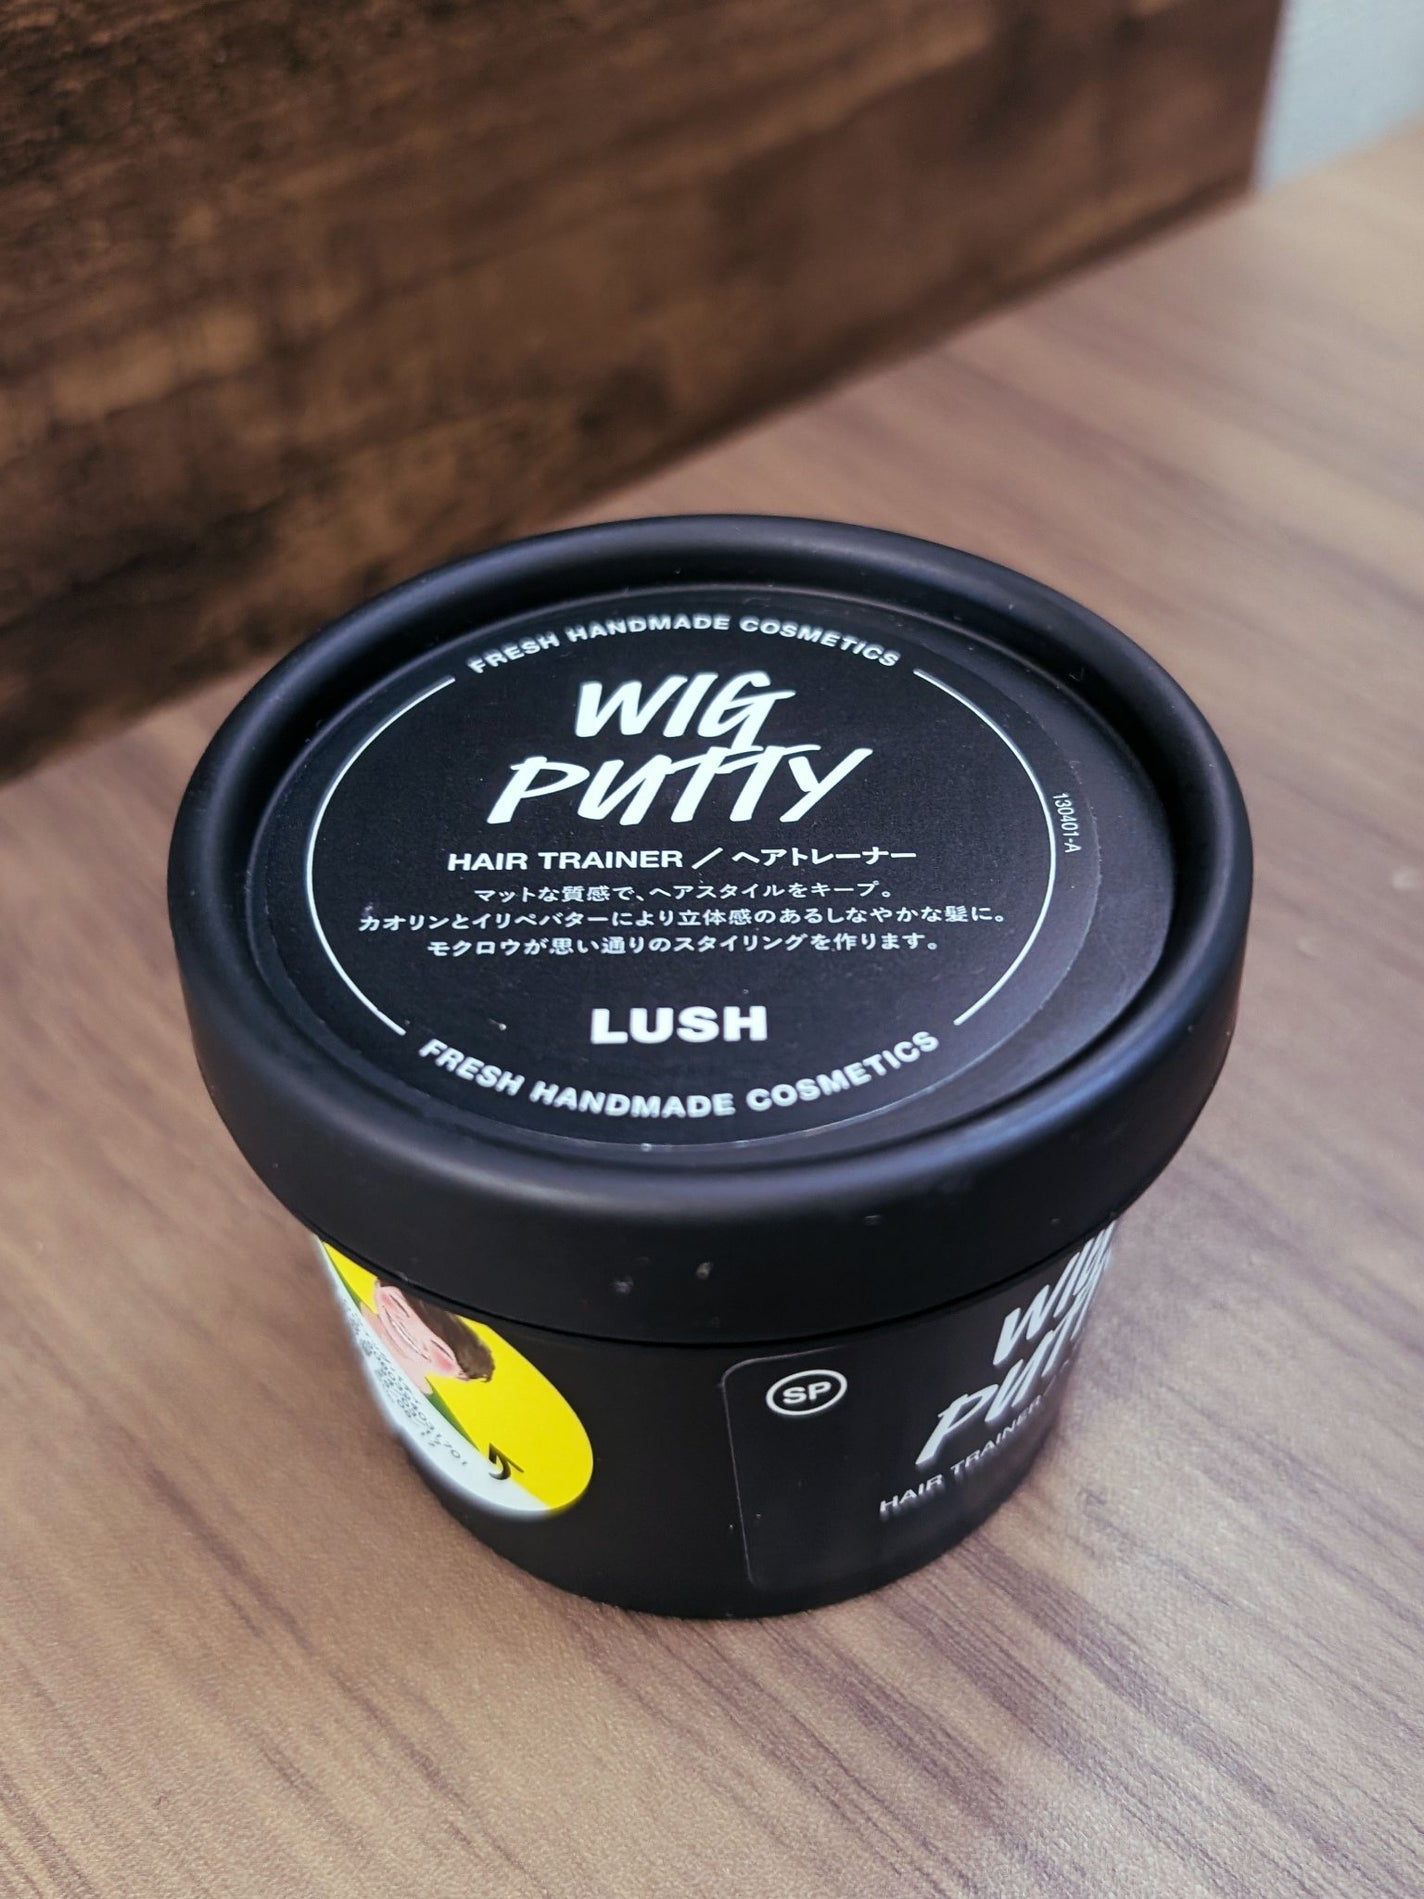 FRESH HANDMADE COSMETICS
WIG
PUTTY
HAIR TRAINER／ヘアトレーナー
マットな質感で、ヘアスタイルをキープ。
カオリンとイリペバターにより立体感のあるしなやかな髪に。
モクロウが思い通りのスタイリングを作ります。
LUSH
FRESH HANDMADE COSMETICS
130401-A
SP
WIG
PUTT
HAIR TRAINER